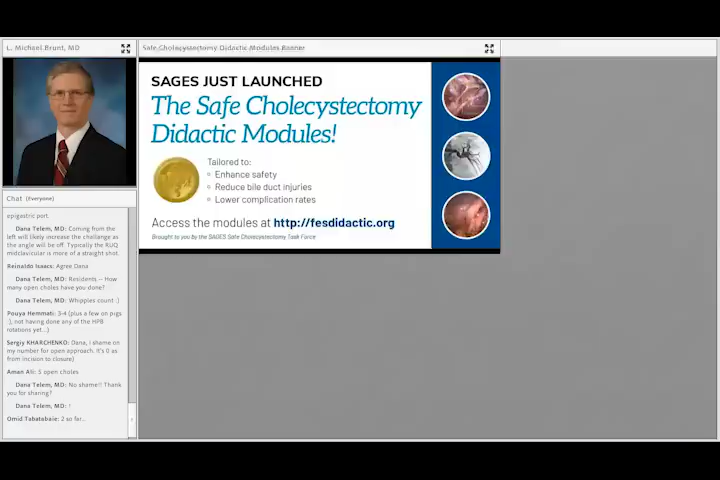 L. Michael Brunt, MD
Safe Cholecystectomy Didactic Modules Banner
SAGES JUST LAUNCHED
The Safe Cholecystectomy
Didactic Modules!
Tailored to:
Enhance safety
Reduce bile duct injuries
Lower complication rates
Access the modules at http://fesdidactic.org
Brought to you by the SAGES Safe Cholecystectomy Task Force
Chat (Everyone)
epigastric port.
Dana Telem, MD: Coming from the
left will likely increase the challange as
the angle will be off. Typically the RUQ
midclavicular is more of a straight shot.
Reinaldo Isaacs: Agree Dana
Dana Telem, MD: Residents -- How
many open choles have you done?
Dana Telem, MD: Whipples count :)
Pouya Hemmati: 3-4 (plus a few on pigs
:), not having done any of the HPB
rotations yet...)
Sergiy KHARCHENKO: Dana, i shame on
my number for open approach. It's 0 as
from incision to closure)
Aman Ali: 5 open choles
Dana Telem, MD: No shame!! Thank
you for sharing?
Dana Telem, MD: !
Omid Tabatabaie: 2 so far..